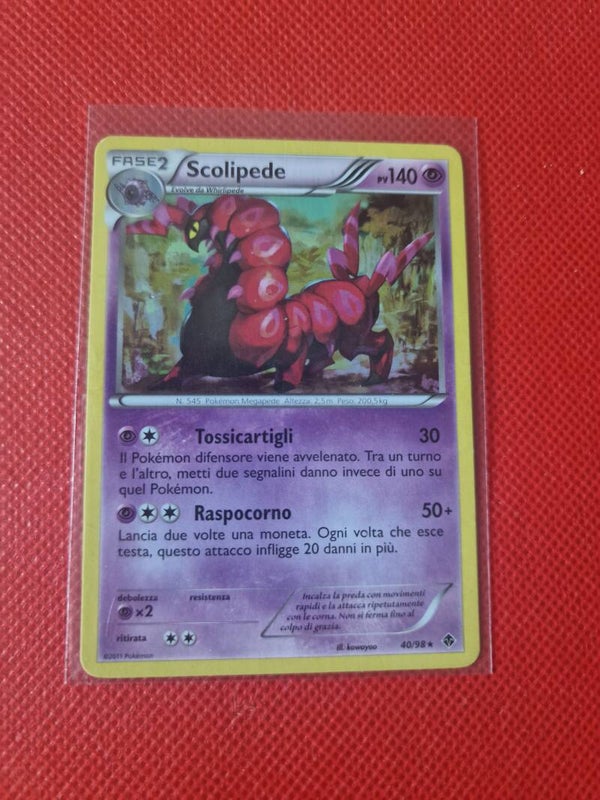 FASE2
Scolipede
PV140
Evolve da Whirlipede
N. 545 Pokémon Megapede Altezza: 2,5m Peso: 200,5kg
Tossicartigli 30
Il Pokémon difensore viene avvelenato. Tra un turno
e l'altro, metti due segnalini danno invece di uno su
quel Pokémon.
Raspocorno 50+
Lancia due volte una moneta. Ogni volta che esce
testa, questo attacco infligge 20 danni in più.
debolezza resistenza
×2
ritirata
Incalza la preda con movimenti
rapidi e la attacca ripetutamente
con le corna. Non si ferma fino al
colpo di grazia.
©2011 Pokémon
ill. kawayoo 40/98★